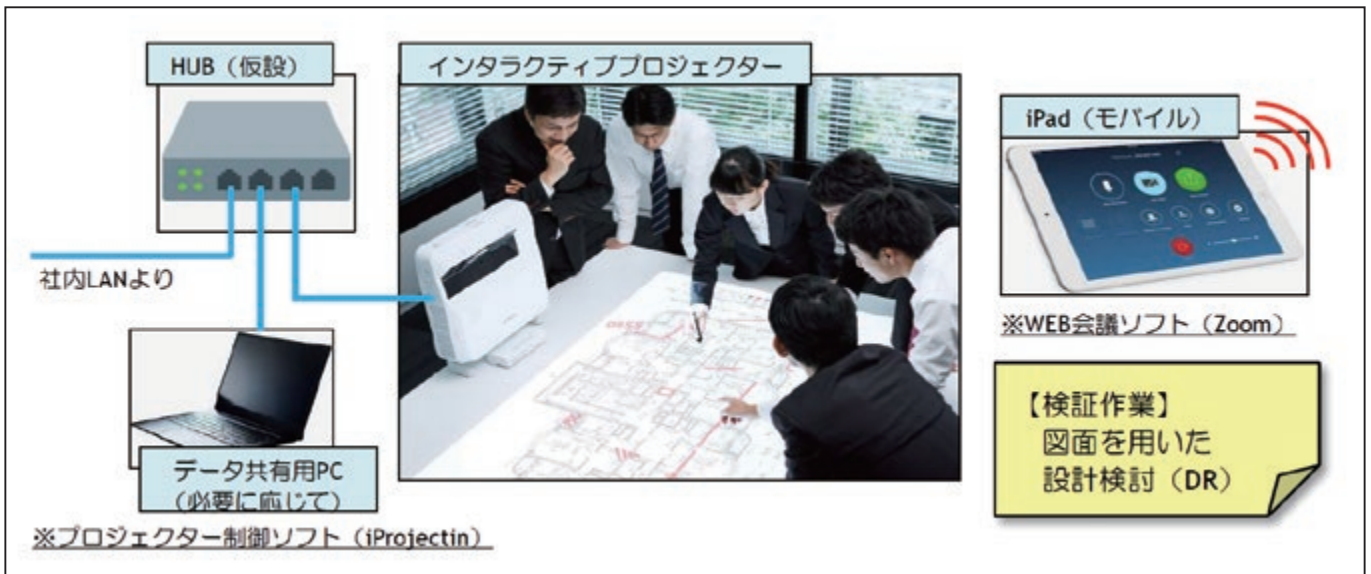 HUB（仮設）
インタラクティブプロジェクター
iPad（モバイル）
社内LANより
※WEB会議ソフト（Zoom）
データ共有用PC
（必要に応じて）
※プロジェクター制御ソフト（iProjectin）
【検証作業】
図面を用いた
設計検討（DR）